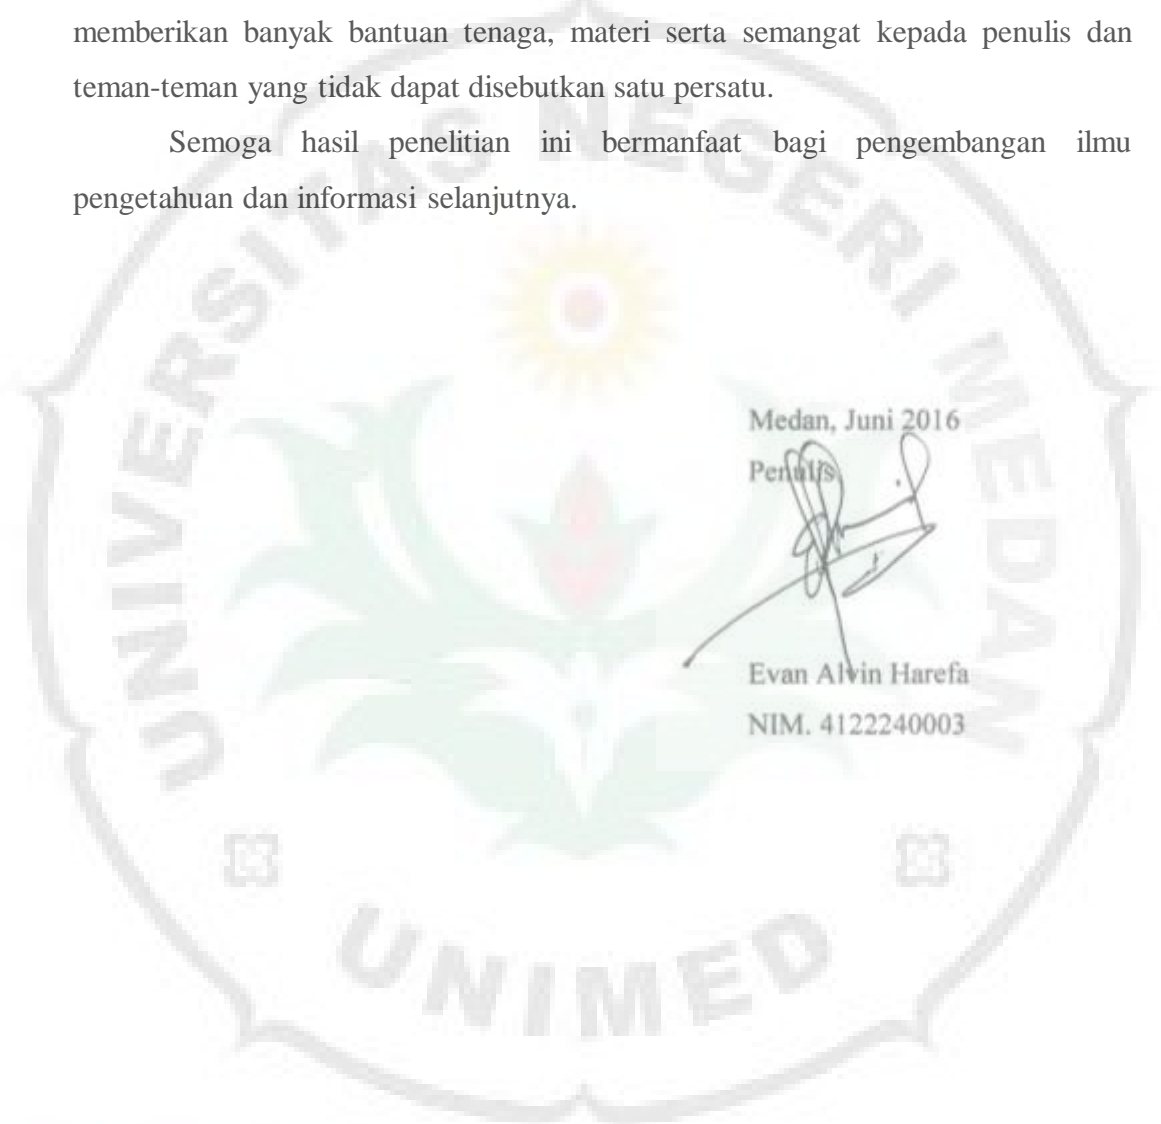 memberikan banyak bantuan tenaga, materi serta semangat kepada penulis dan
teman-teman yang tidak dapat disebutkan satu persatu.
Semoga hasil penelitian ini bermanfaat bagi pengembangan ilmu
pengetahuan dan informasi selanjutnya.
UNIVERSITAS NEGERI MEDAN
Medan, Juni 2016
Penulis
Evan Alvin Harefa
NIM. 4122240003
UNIMED